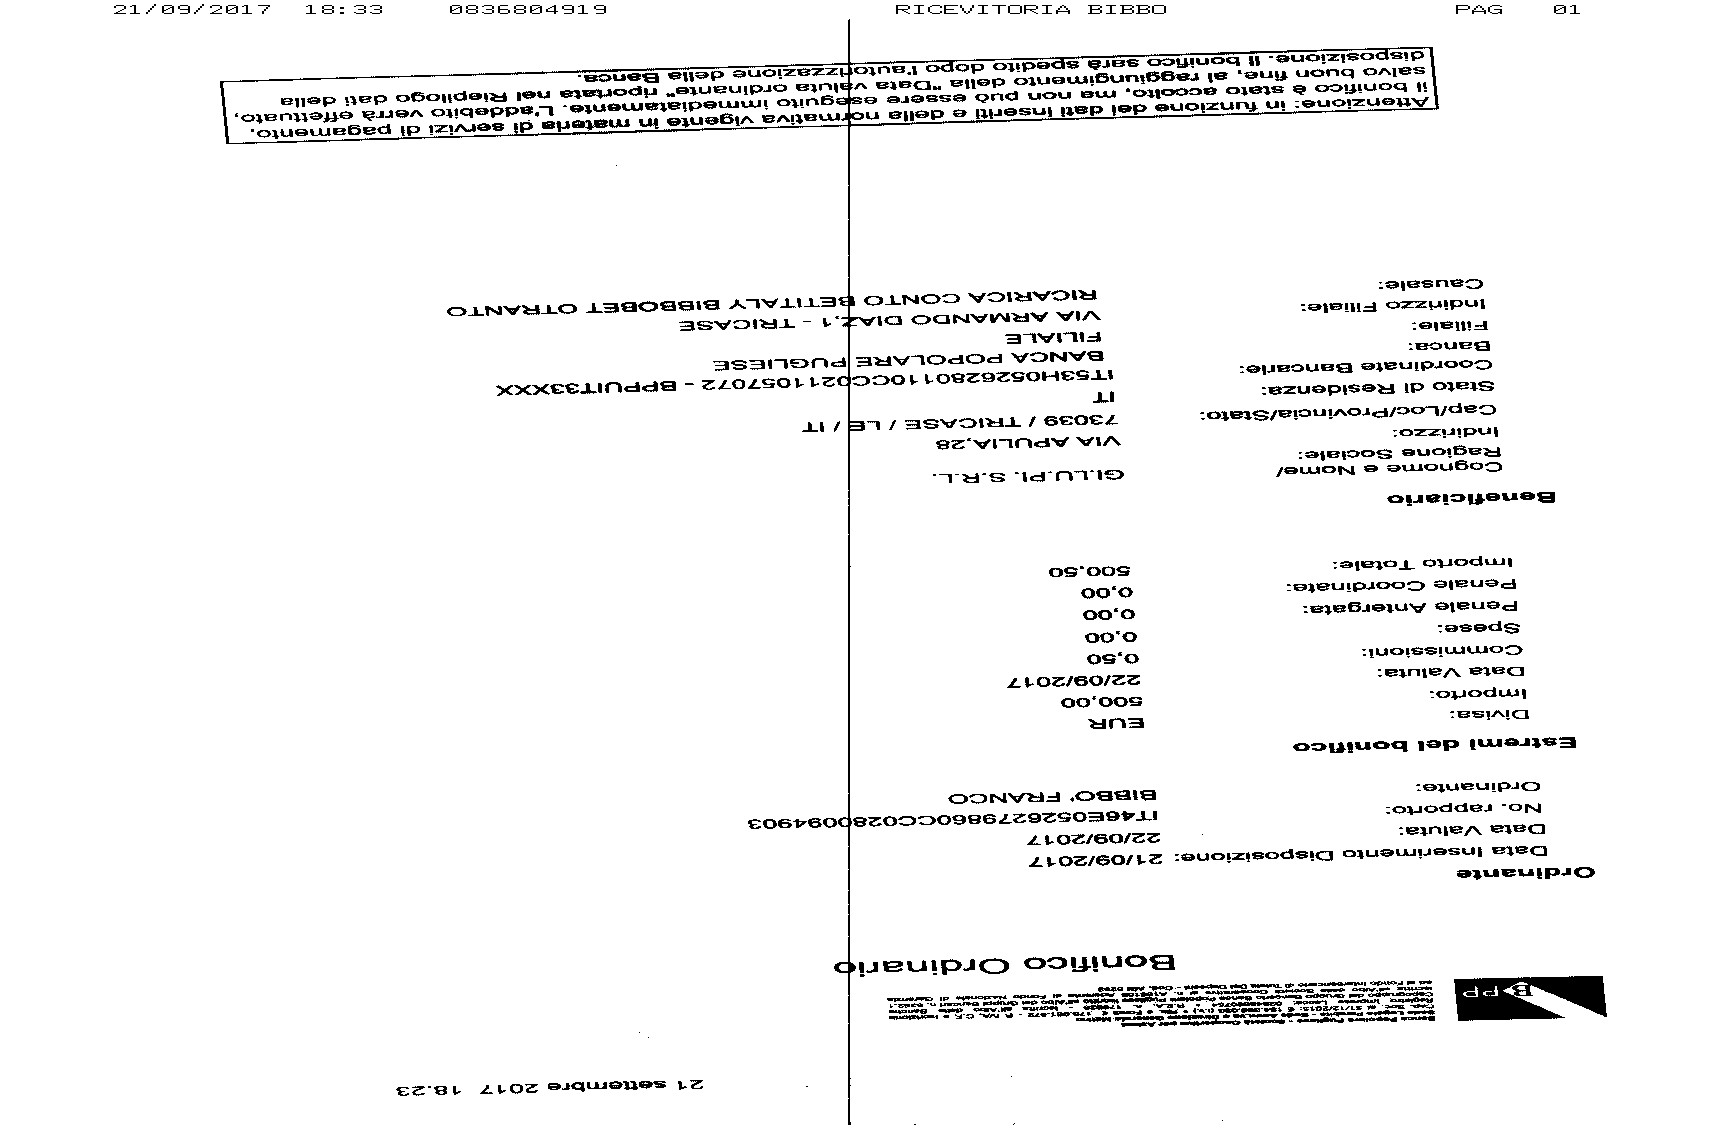 21/09/2017 18:33 0836804919 RICEVITORIA BIBBO PAG 01
21 settembre 2017 18.23
Banca Popolare Pugliese - Società Cooperativa per Azioni
B PP
Bonifico Ordinario
Ordinante
Data Inserimento Disposizione: 21/09/2017
Data Valuta: 22/09/2017
No. rapporto: IT46E0526279860CC0280094903
Ordinante: BIBBO' FRANCO
Estremi del bonifico
Divisa: EUR
Importo: 500,00
Data Valuta: 22/09/2017
Commissioni: 0,50
Spese: 0,00
Penale Antergata: 0,00
Penale Coordinate: 0,00
Importo Totale: 500,50
Beneficiario
Cognome e Nome/ GI.LU.PI. S.R.L.
Ragione Sociale:
Indirizzo: VIA APULIA,28
Cap/Loc/Provincia/Stato: 73039 / TRICASE / LE / IT
Stato di Residenza: IT
Coordinate Bancarie: IT53H0526280110CC0211057072 - BPPUIT33XXX
Banca: BANCA POPOLARE PUGLIESE
Filiale: FILIALE
Indirizzo Filiale: VIA ARMANDO DIAZ,1 - TRICASE
Causale: RICARICA CONTO BETITALY BIBBOBET OTRANTO
Attenzione: in funzione dei dati inseriti e della normativa vigente in materia di servizi di pagamento,
il bonifico è stato accolto, ma non può essere eseguito immediatamente. L'addebito verrà effettuato,
salvo buon fine, al raggiungimento della "Data valuta ordinante" riportata nel Riepilogo dati della
disposizione. Il bonifico sarà spedito dopo l'autorizzazione della Banca.